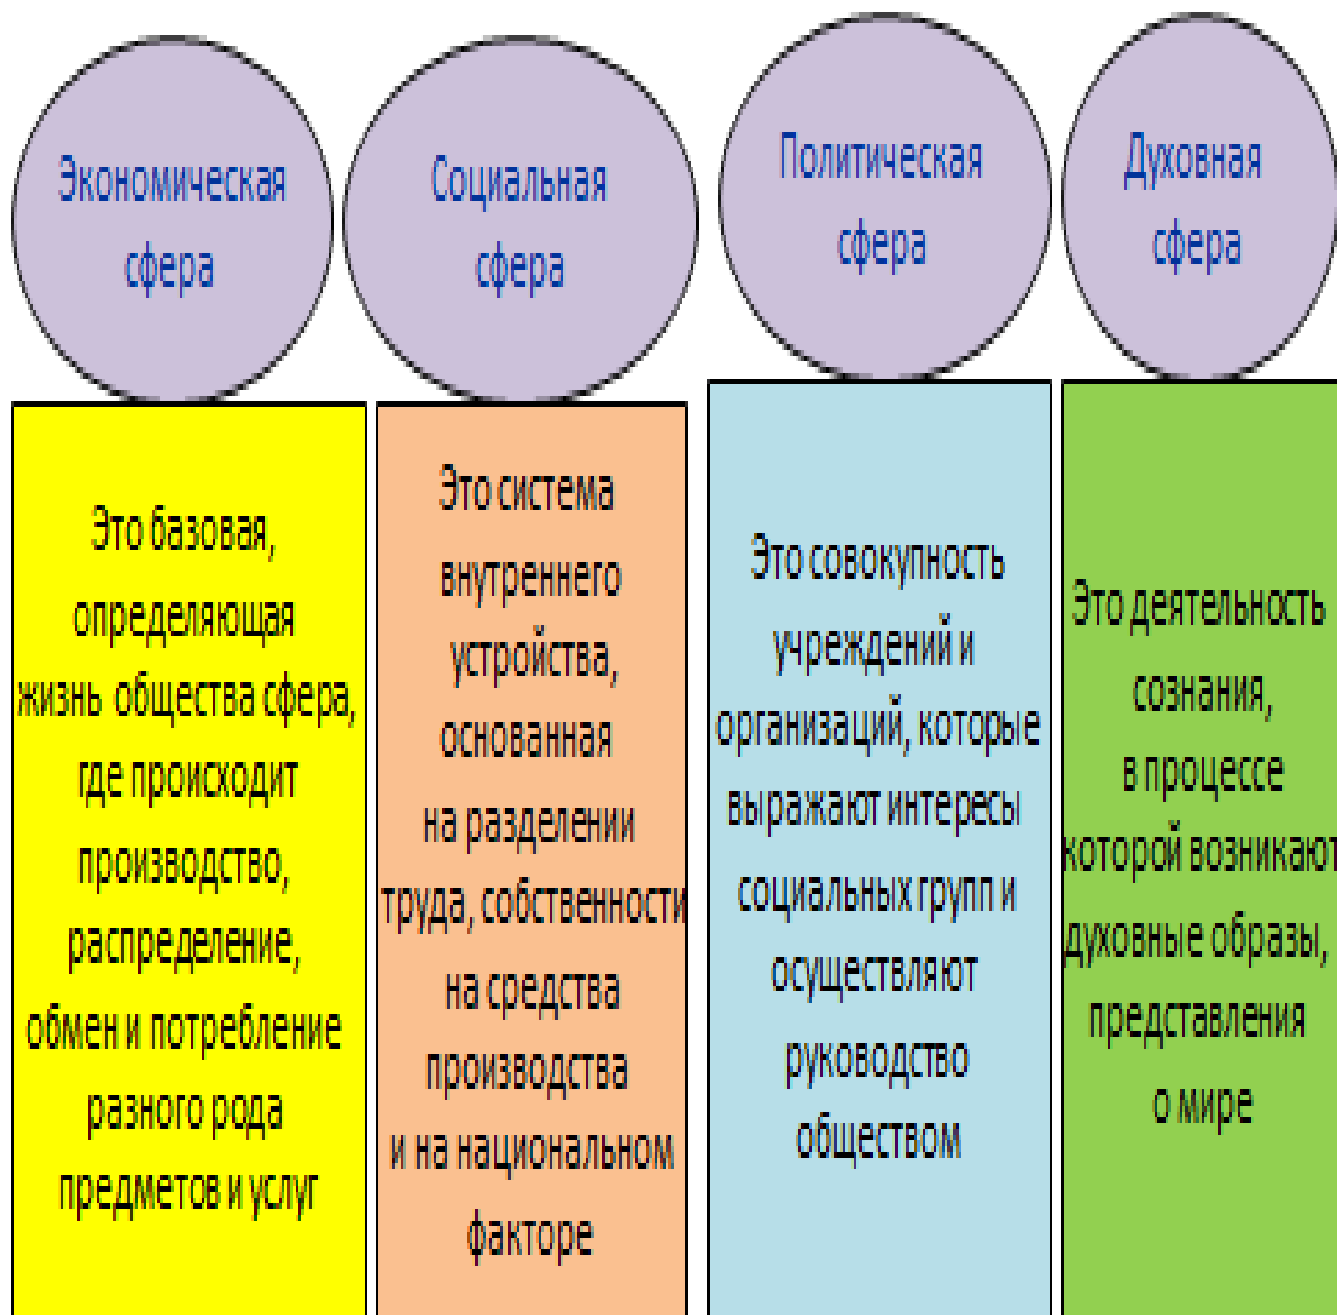 Экономическая
сфера
Это базовая,
определяющая
жизнь общества сфера,
где происходит
производство,
распределение,
обмен и потребление
разного рода
предметов и услуг
Социальная
сфера
Это система
внутреннего
устройства,
основанная
на разделении
труда, собственности
на средства
производства
и на национальном
факторе
Политическая
сфера
Это совокупность
учреждений и
организаций, которые
выражают интересы
социальных групп и
осуществляют
руководство
обществом
Духовная
сфера
Это деятельность
сознания,
в процессе
которой возникают
духовные образы,
представления
о мире